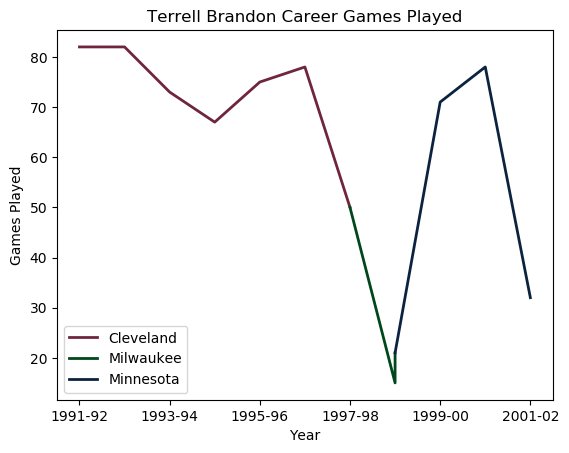 Terrell Brandon Career Games Played
80
70
60
50
40
30
20
Games Played
Cleveland
Milwaukee
Minnesota
1991-92 1993-94 1995-96 1997-98 1999-00 2001-02
Year